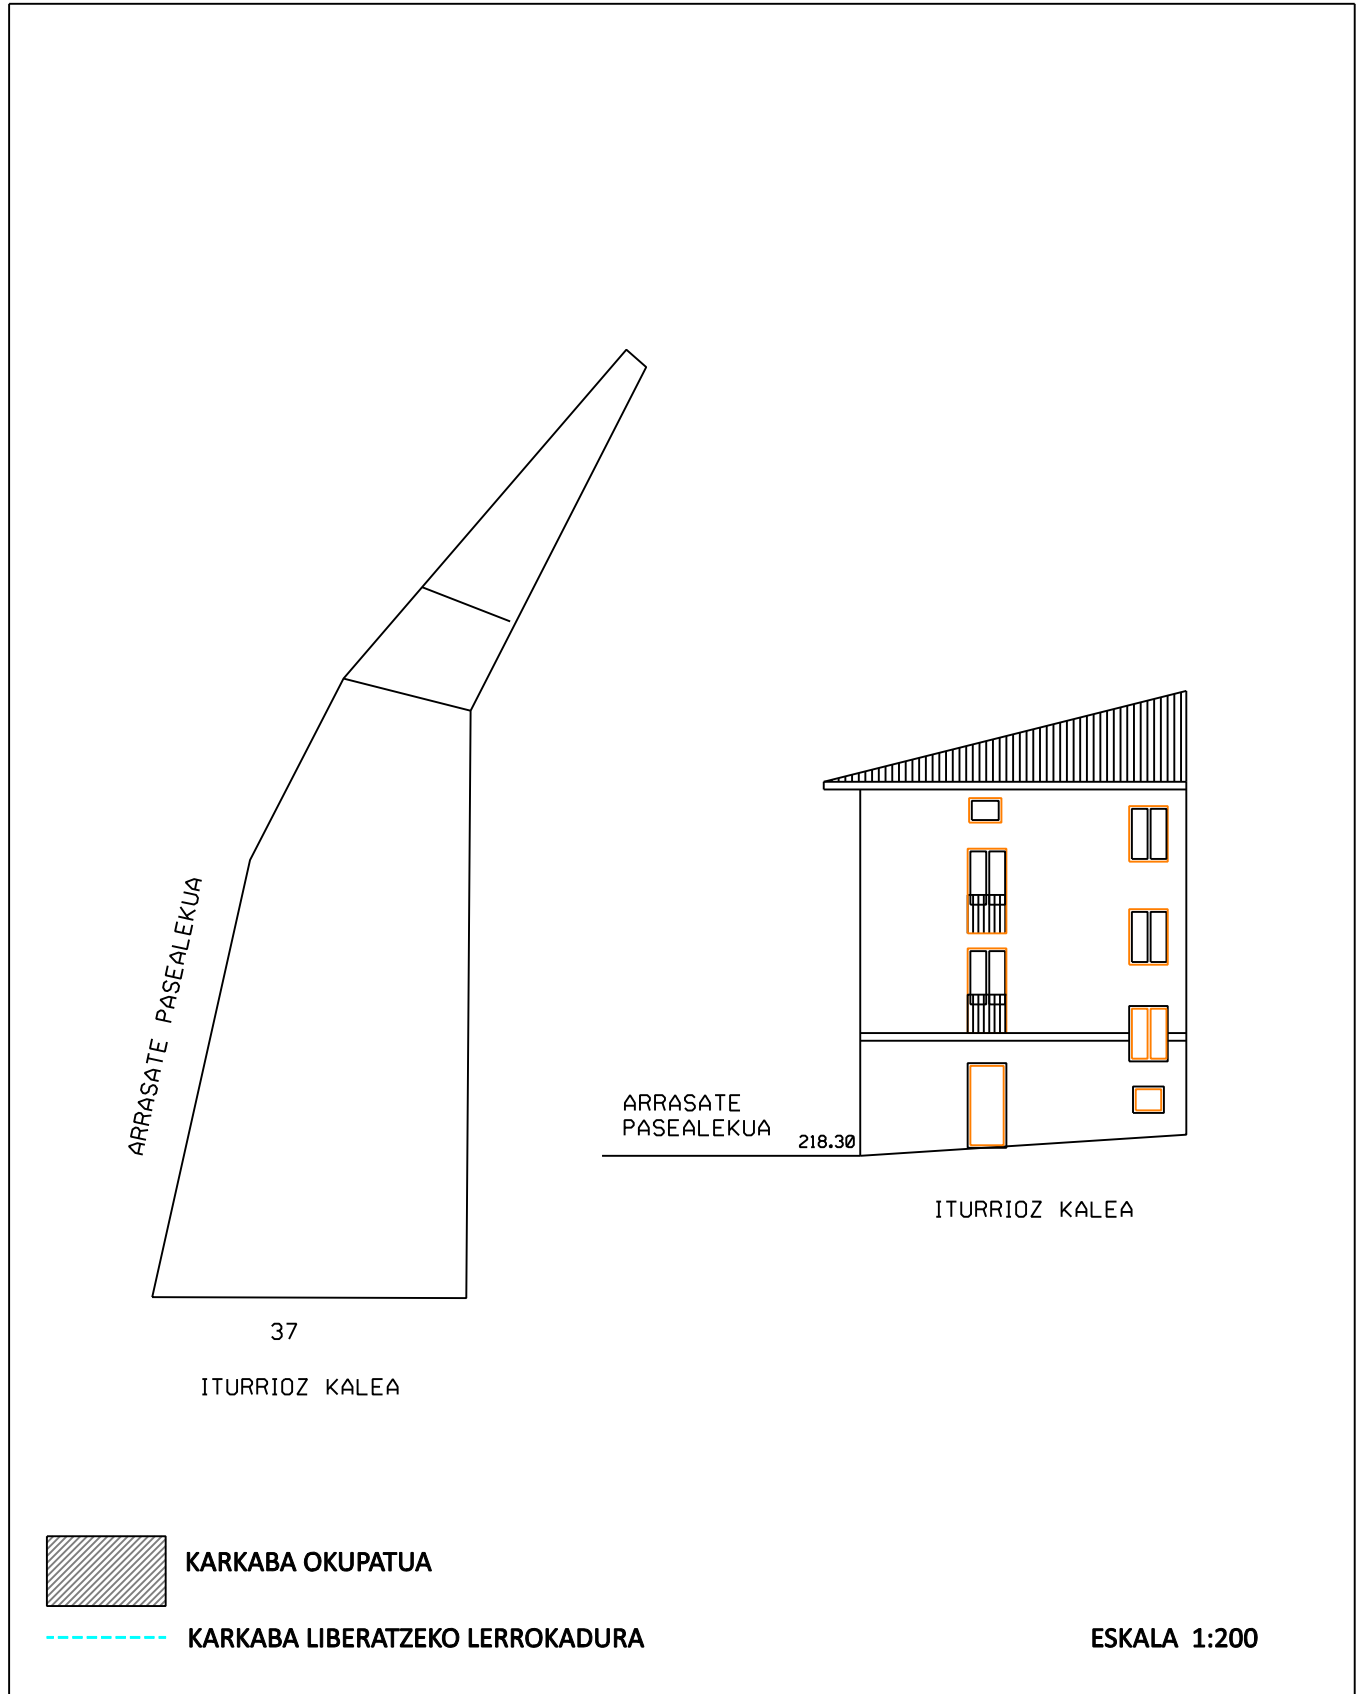 ARRASATE PASEALEKUA
ARRASATE
PASEALEKUA
218.30
ITURRIOZ KALEA
37
ITURRIOZ KALEA
KARKABA OKUPATUA
KARKABA LIBERATZEKO LERROKADURA
ESKALA 1:200